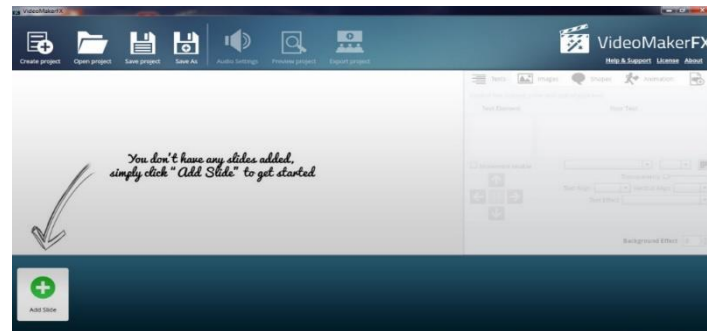 VideoMakerFX
Create project
Open project
Save project
Save As
Audio Settings
Preview project
Export project
VideoMakerFX
Help & Support License About
Texts
Images
Shapes
Animation
You don't have any slides added,
simply click "Add Slide" to get started
Text Element
Your Text
Transparency
Text Effect
Background Effect
Add Slide